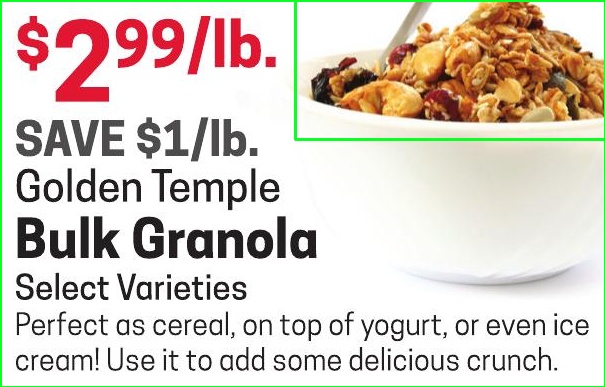 $2.99/lb.
SAVE $1/lb.
Golden Temple
Bulk Granola
Select Varieties
Perfect as cereal, on top of yogurt, or even ice
cream! Use it to add some delicious crunch.